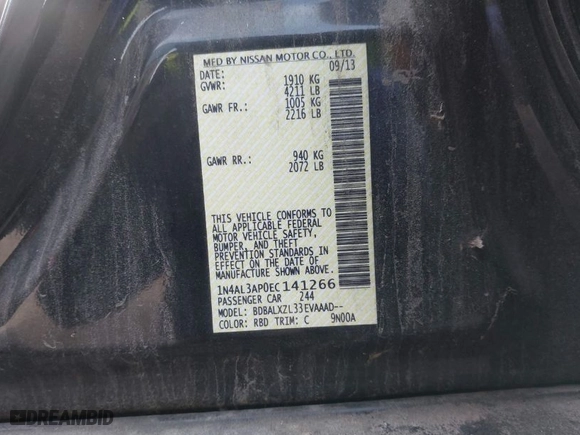 MFD BY NISSAN MOTOR CO., LTD.
DATE: 09/13
GVWR: 1910 KG
4211 LB
GAWR FR.: 1005 KG
2216 LB
GAWR RR.: 940 KG
2072 LB
THIS VEHICLE CONFORMS TO
ALL APPLICABLE FEDERAL
MOTOR VEHICLE SAFETY,
BUMPER, AND THEFT
PREVENTION STANDARDS IN
EFFECT ON THE DATE OF
MANUFACTURE SHOWN ABOVE.
1N4AL3AP0EC141266
PASSENGER CAR 244
MODEL: BDBALXZL33EVAAAD--
COLOR: RBD TRIM: C 9N00A
DREAMBID